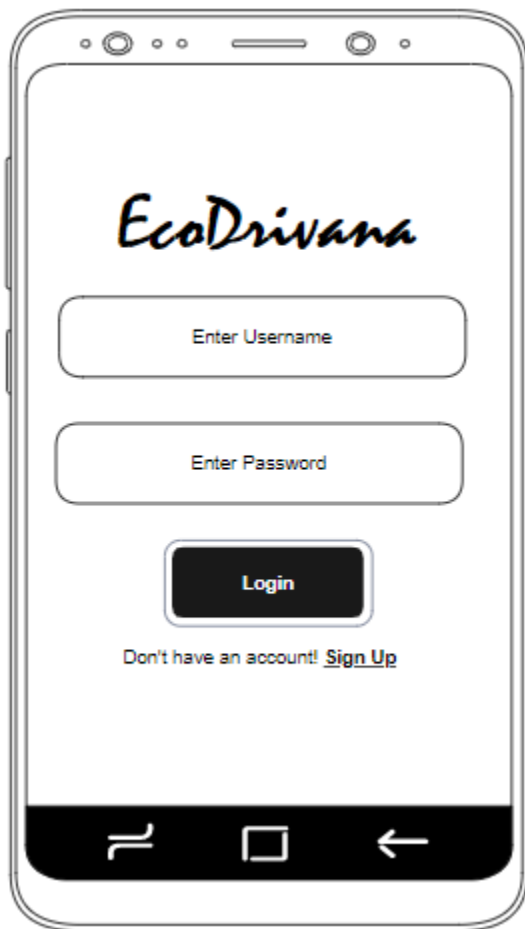 EcoDrivana
Enter Username
Enter Password
Login
Don't have an account! Sign Up